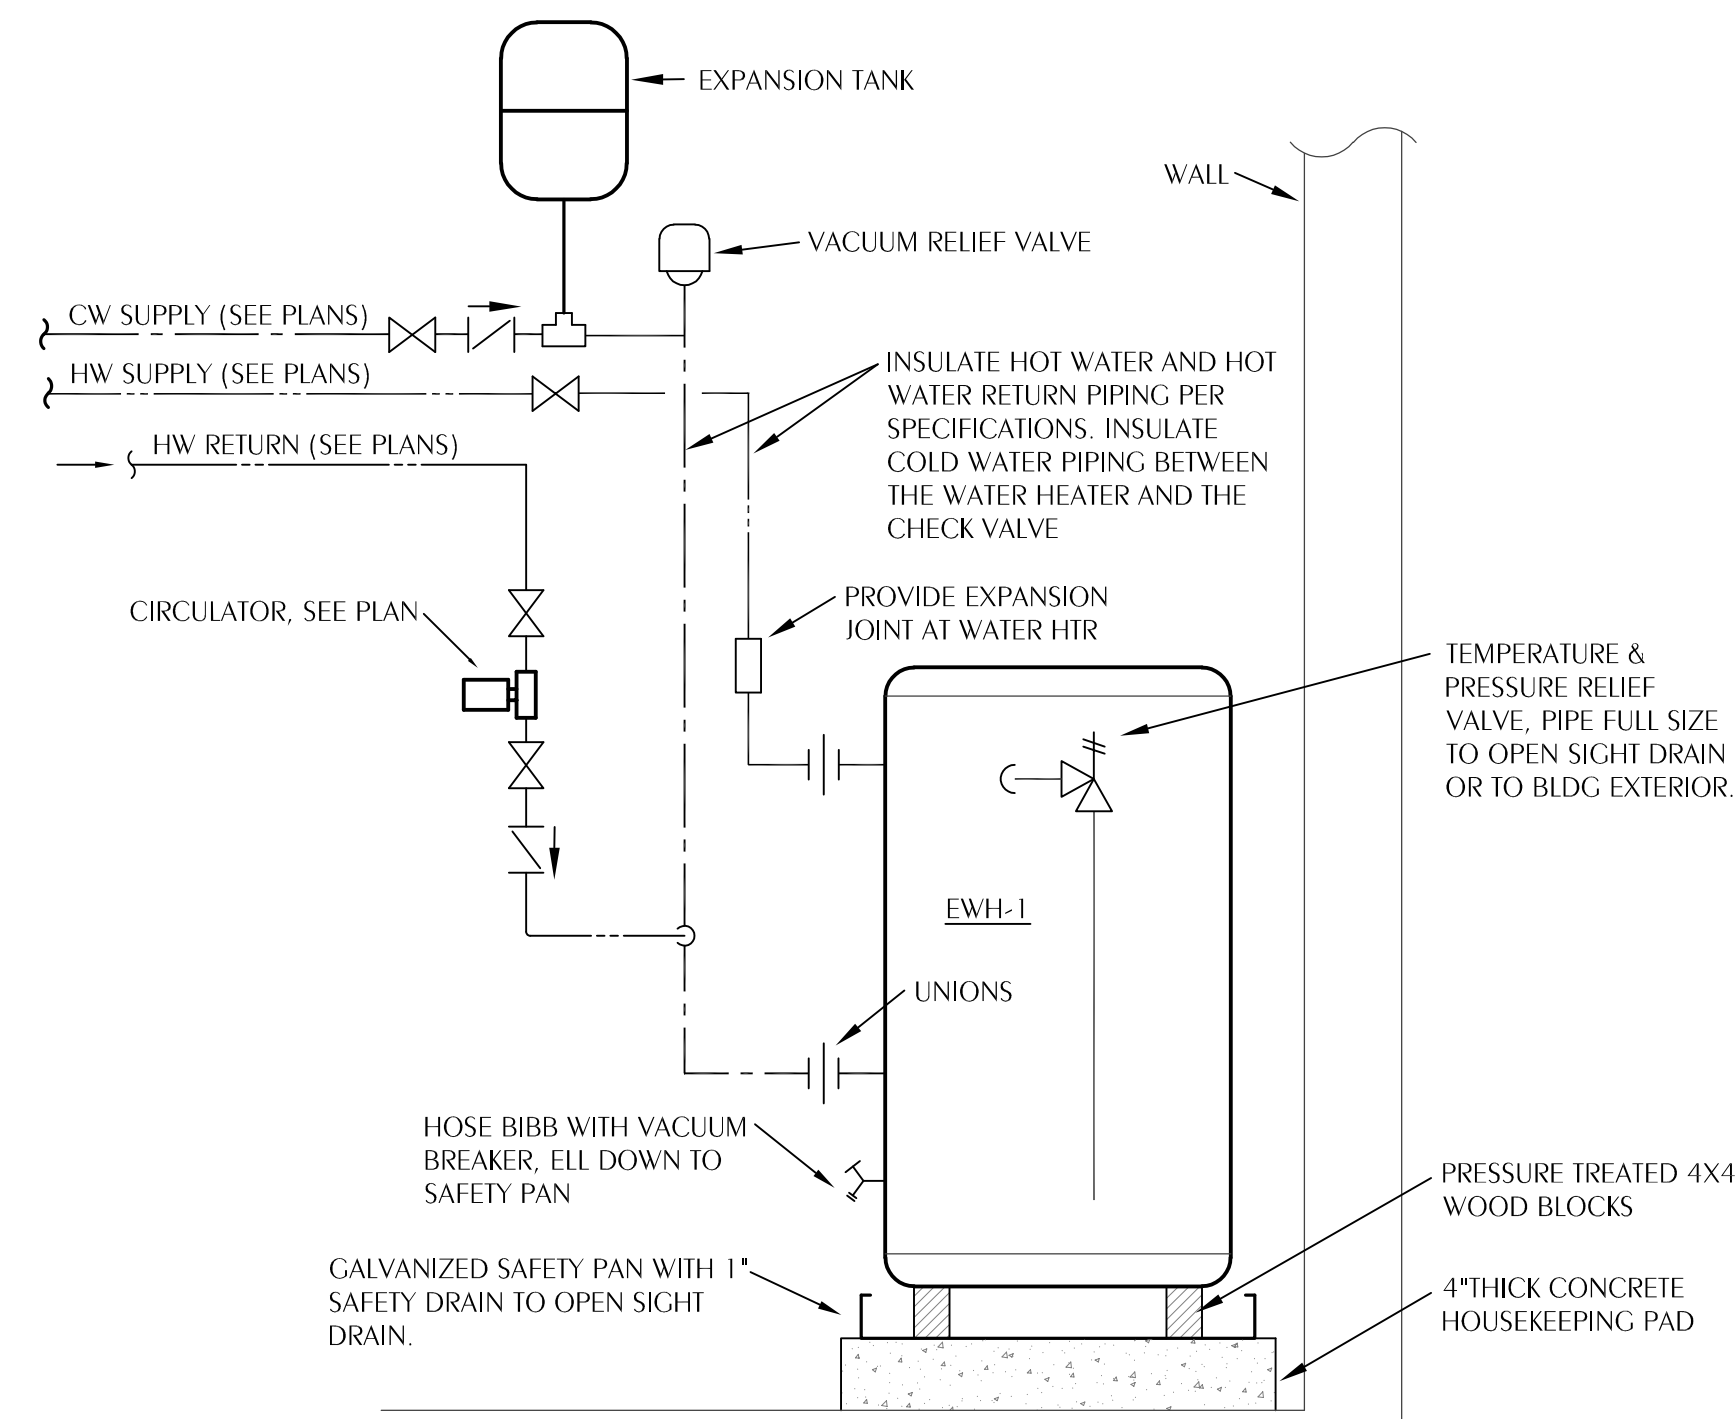 EXPANSION TANK
WALL
VACUUM RELIEF VALVE
CW SUPPLY (SEE PLANS)
HW SUPPLY (SEE PLANS)
HW RETURN (SEE PLANS)
INSULATE HOT WATER AND HOT
WATER RETURN PIPING PER
SPECIFICATIONS. INSULATE
COLD WATER PIPING BETWEEN
THE WATER HEATER AND THE
CHECK VALVE
CIRCULATOR, SEE PLAN
PROVIDE EXPANSION
JOINT AT WATER HTR
TEMPERATURE &
PRESSURE RELIEF
VALVE, PIPE FULL SIZE
TO OPEN SIGHT DRAIN
OR TO BLDG EXTERIOR.
EWH-1
UNIONS
HOSE BIBB WITH VACUUM
BREAKER, ELL DOWN TO
SAFETY PAN
PRESSURE TREATED 4X4
WOOD BLOCKS
GALVANIZED SAFETY PAN WITH 1"
SAFETY DRAIN TO OPEN SIGHT
DRAIN.
4"THICK CONCRETE
HOUSEKEEPING PAD